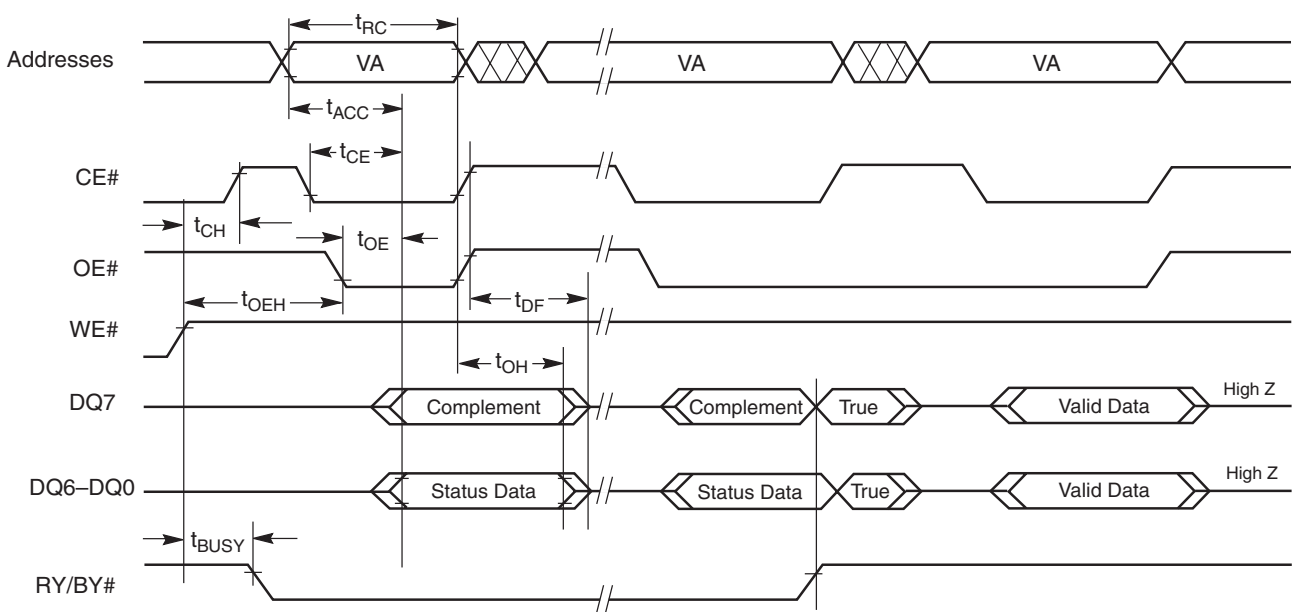 tRC
Addresses VA VA VA
tACC
tCE
CE#
tCH
tOE
OE#
tOEH tDF
WE#
tOH
DQ7 Complement Complement True Valid Data High Z
DQ6–DQ0 Status Data Status Data True Valid Data High Z
tBUSY
RY/BY#